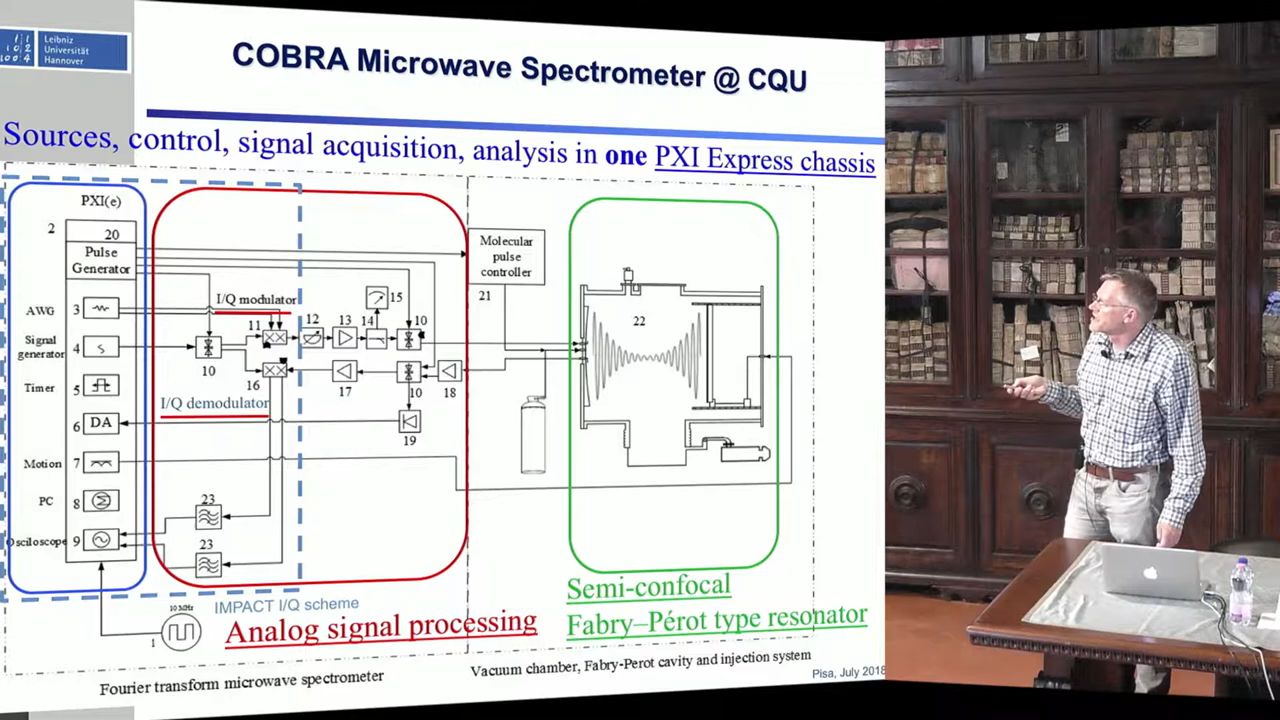 Leibniz
Universität
Hannover
COBRA Microwave Spectrometer @ CQU
Sources, control, signal acquisition, analysis in one PXI Express chassis
PXI(e)
2
20
Pulse
Generator
Molecular
pulse
controller
21
AWG
3
I/Q modulator
11
12
13
14
15
10
Signal
generator
4
10
16
17
10
18
22
Timer
5
I/Q demodulator
6
DA
19
Motion
7
PC
8
23
Osciloscope
9
23
10 MHz
1
IMPACT I/Q scheme
Analog signal processing
Semi-confocal
Fabry–Pérot type resonator
Fourier transform microwave spectrometer
Vacuum chamber, Fabry-Perot cavity and injection system
Pisa, July 2018